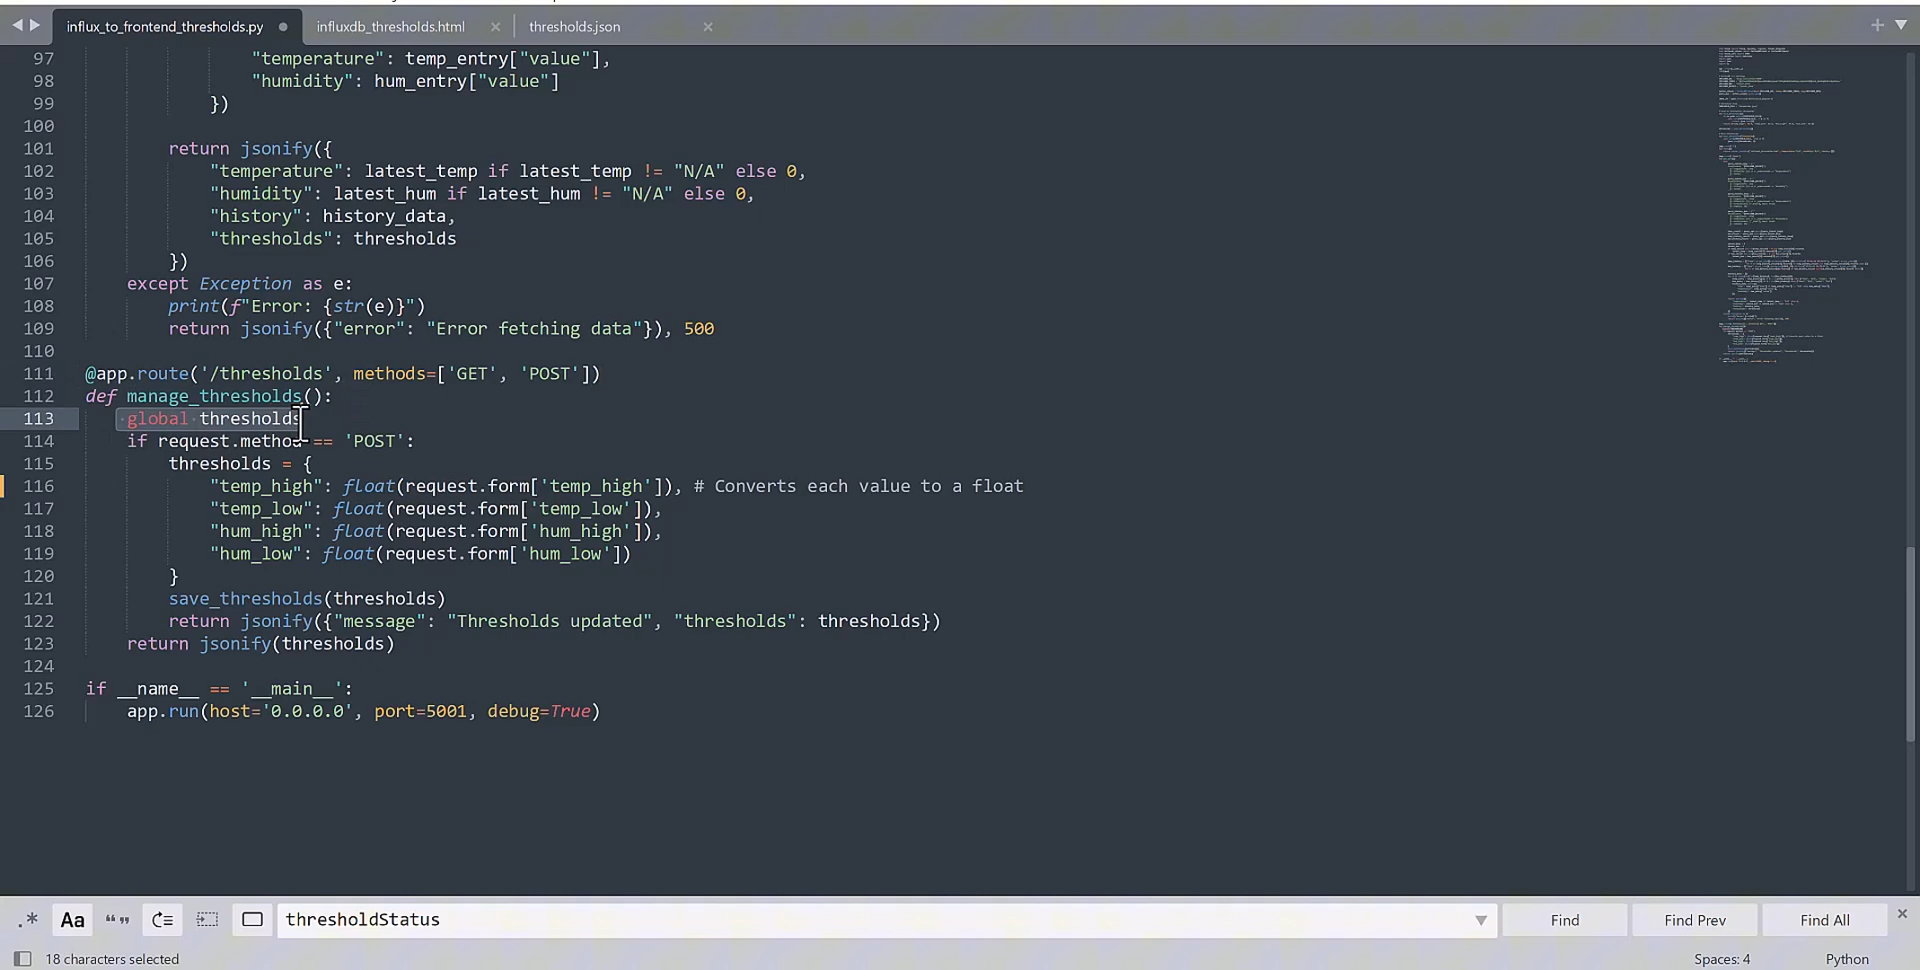 influx_to_frontend_thresholds.py
influxdb_thresholds.html
thresholds.json
97 "temperature": temp_entry["value"],
98 "humidity": hum_entry["value"]
99 })
100
101 return jsonify({
102 "temperature": latest_temp if latest_temp != "N/A" else 0,
103 "humidity": latest_hum if latest_hum != "N/A" else 0,
104 "history": history_data,
105 "thresholds": thresholds
106 })
107 except Exception as e:
108 print(f"Error: {str(e)}")
109 return jsonify({"error": "Error fetching data"}), 500
110
111 @app.route('/thresholds', methods=['GET', 'POST'])
112 def manage_thresholds():
113 global thresholds
114 if request.method == 'POST':
115 thresholds = {
116 "temp_high": float(request.form['temp_high']), # Converts each value to a float
117 "temp_low": float(request.form['temp_low']),
118 "hum_high": float(request.form['hum_high']),
119 "hum_low": float(request.form['hum_low'])
120 }
121 save_thresholds(thresholds)
122 return jsonify({"message": "Thresholds updated", "thresholds": thresholds})
123 return jsonify(thresholds)
124
125 if __name__ == '__main__':
126 app.run(host='0.0.0.0', port=5001, debug=True)
.* Aa “” thresholdStatus Find Find Prev Find All
18 characters selected Spaces: 4 Python